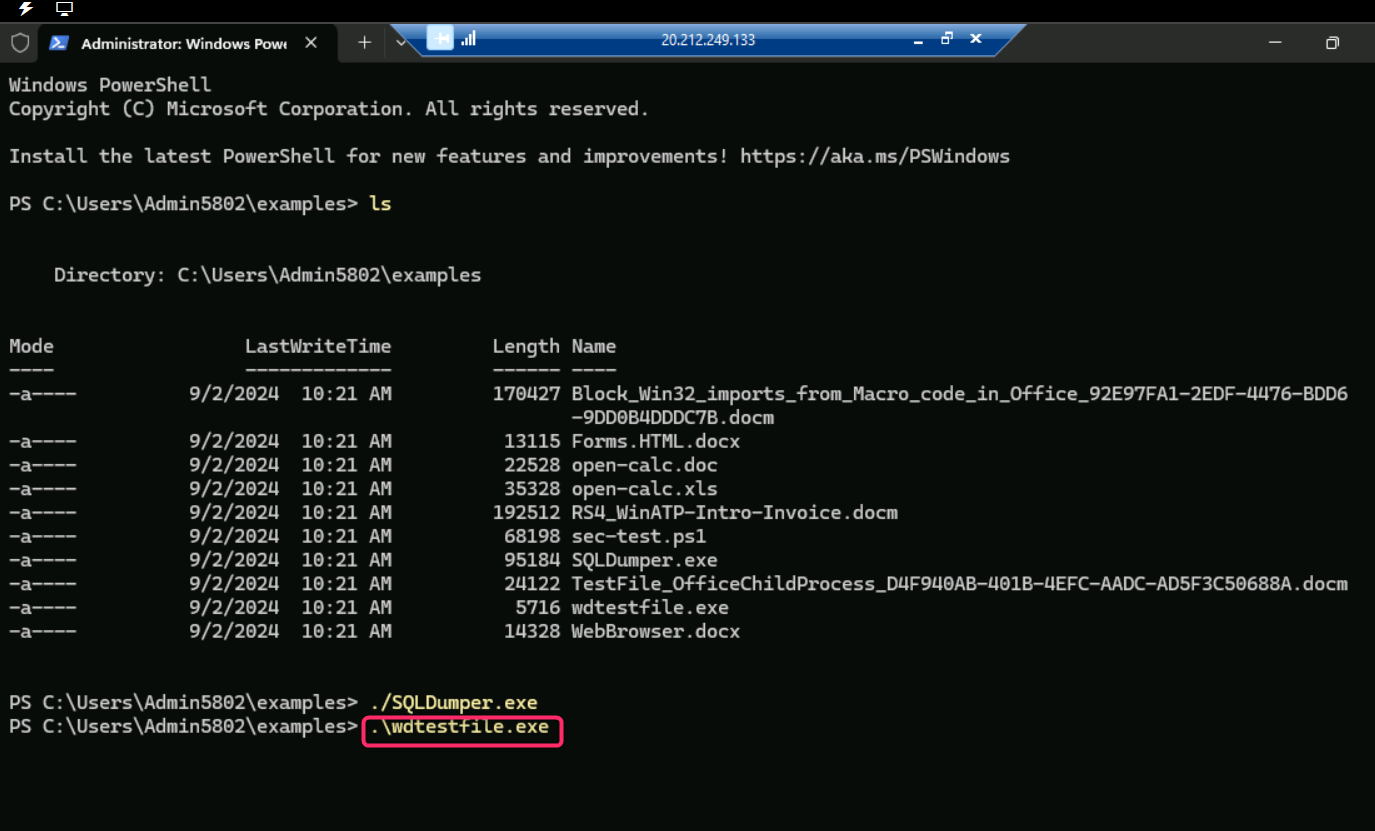 Administrator: Windows Powe
20.212.249.133
Windows PowerShell
Copyright (C) Microsoft Corporation. All rights reserved.
Install the latest PowerShell for new features and improvements! https://aka.ms/PSWindows
PS C:\Users\Admin5802\examples> ls
Directory: C:\Users\Admin5802\examples
Mode LastWriteTime Length Name
---- ------------- ------ ----
-a---- 9/2/2024 10:21 AM 170427 Block_Win32_imports_from_Macro_code_in_Office_92E97FA1-2EDF-4476-BDD6
-9DD0B4DDDC7B.docm
-a---- 9/2/2024 10:21 AM 13115 Forms.HTML.docx
-a---- 9/2/2024 10:21 AM 22528 open-calc.doc
-a---- 9/2/2024 10:21 AM 35328 open-calc.xls
-a---- 9/2/2024 10:21 AM 192512 RS4_WinATP-Intro-Invoice.docm
-a---- 9/2/2024 10:21 AM 68198 sec-test.ps1
-a---- 9/2/2024 10:21 AM 95184 SQLDumper.exe
-a---- 9/2/2024 10:21 AM 24122 TestFile_OfficeChildProcess_D4F940AB-401B-4EFC-AADC-AD5F3C50688A.docm
-a---- 9/2/2024 10:21 AM 5716 wdtestfile.exe
-a---- 9/2/2024 10:21 AM 14328 WebBrowser.docx
PS C:\Users\Admin5802\examples> ./SQLDumper.exe
PS C:\Users\Admin5802\examples> .\wdtestfile.exe